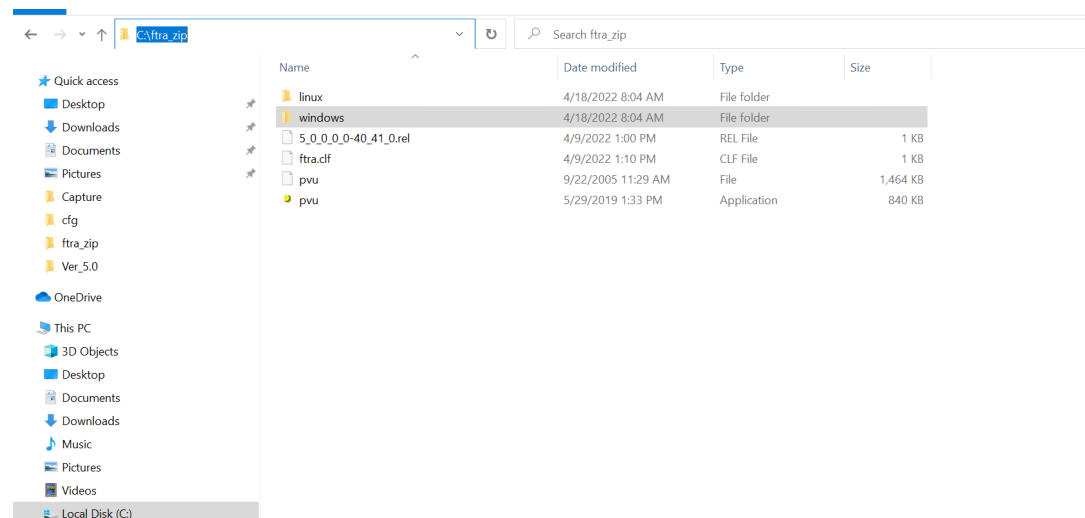 C:\ftra_zip
Search ftra_zip
Name Date modified Type Size
linux 4/18/2022 8:04 AM File folder
windows 4/18/2022 8:04 AM File folder
5_0_0_0_0-40_41_0.rel 4/9/2022 1:00 PM REL File 1 KB
ftra.clf 4/9/2022 1:10 PM CLF File 1 KB
pvu 9/22/2005 11:29 AM File 1,464 KB
pvu 5/29/2019 1:33 PM Application 840 KB
Quick access
Desktop
Downloads
Documents
Pictures
Capture
cfg
ftra_zip
Ver_5.0
OneDrive
This PC
3D Objects
Desktop
Documents
Downloads
Music
Pictures
Videos
Local Disk (C:)